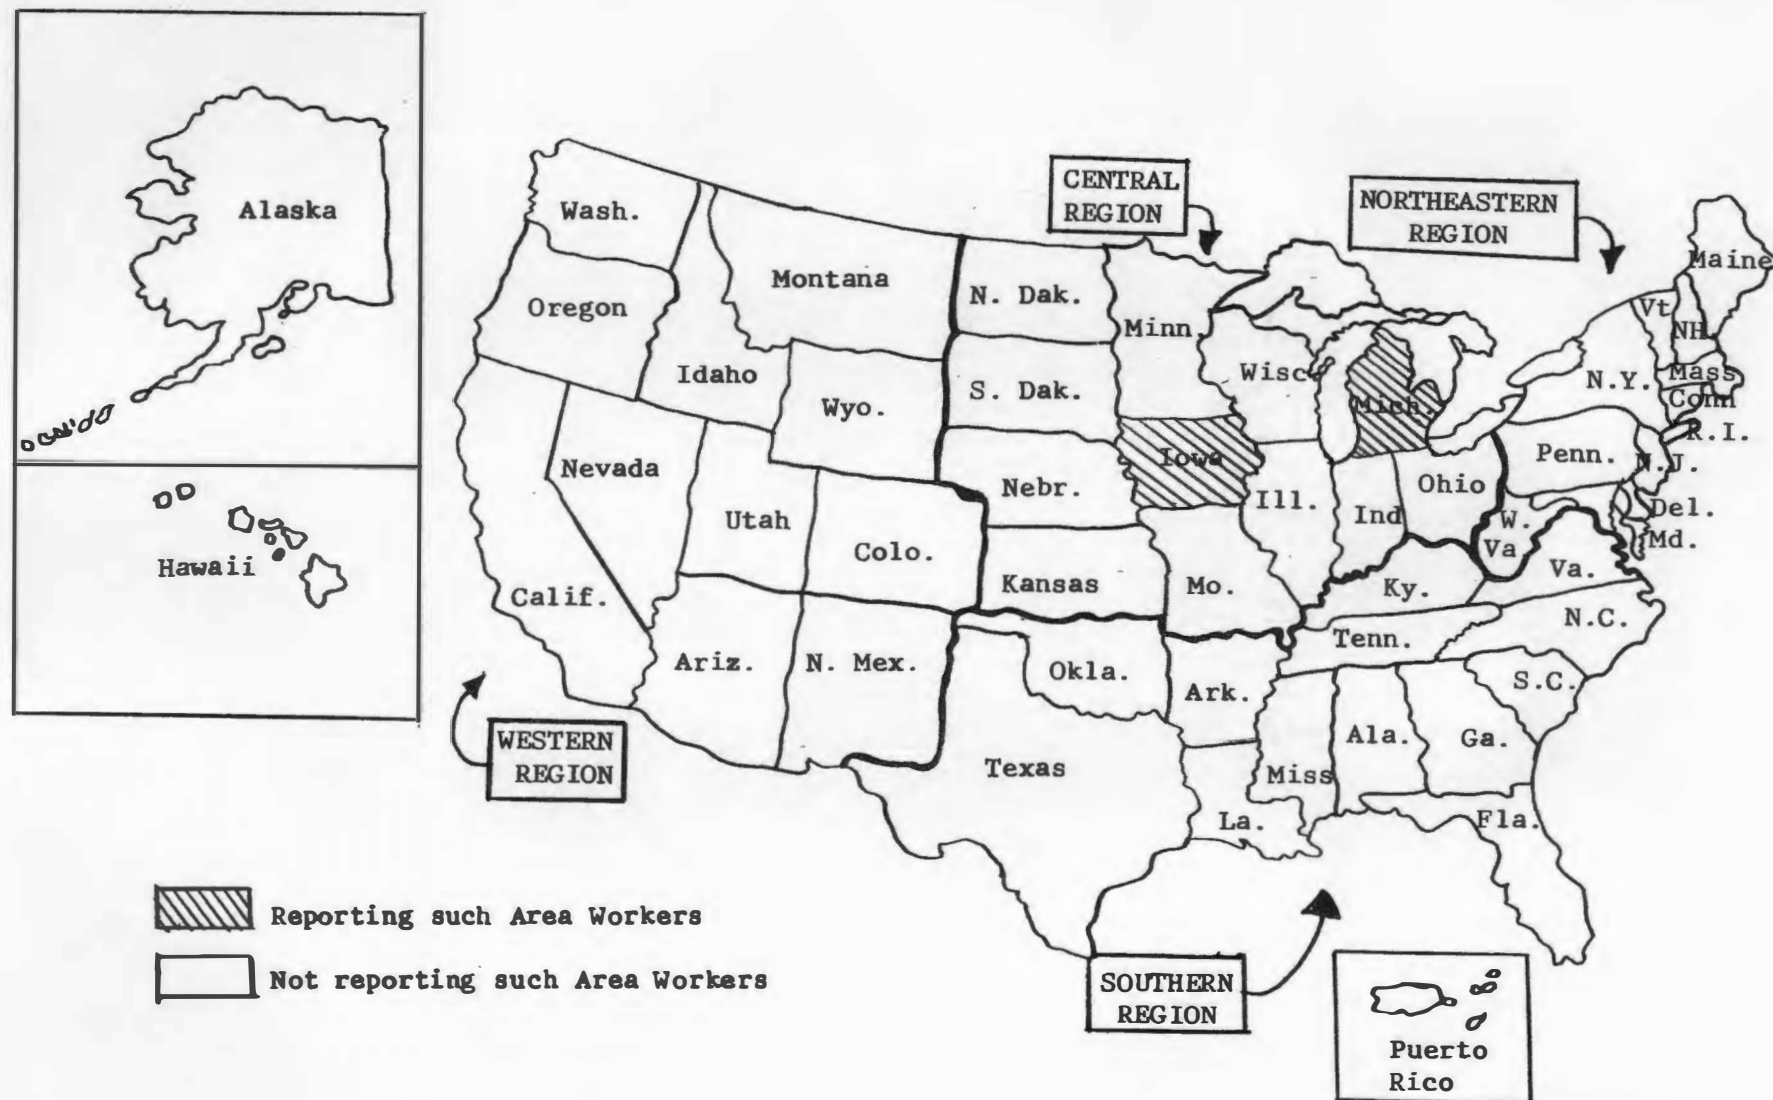 Alaska
Hawaii
CENTRAL
REGION
NORTHEASTERN
REGION
Wash.
Oregon
Montana
Idaho
Wyo.
N. Dak.
S. Dak.
Minn.
Wisc
Mich.
Maine
Vt
NH
Mass
Conn
R.I.
N.Y.
Penn.
N.J.
Del.
Md.
Nevada
Utah
Colo.
Calif.
Ariz.
N. Mex.
Nebr.
Kansas
Iowa
Ill.
Ind
Ohio
W.
Va
Va.
Mo.
Ky.
Tenn.
N.C.
S.C.
Okla.
Ark.
Texas
La.
Miss
Ala.
Ga.
Fla.
WESTERN
REGION
SOUTHERN
REGION
Puerto
Rico
Reporting such Area Workers
Not reporting such Area Workers